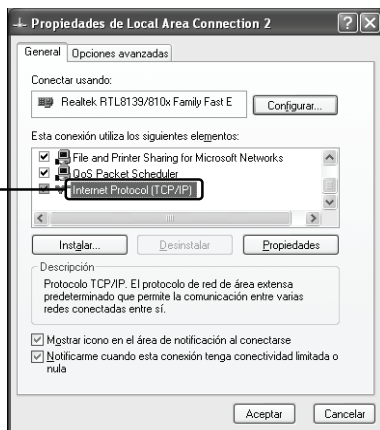 Propiedades de Local Area Connection 2
General Opciones avanzadas
Conectar usando:
Realtek RTL8139/810x Family Fast E Configurar...
Esta conexión utiliza los siguientes elementos:
File and Printer Sharing for Microsoft Networks
QoS Packet Scheduler
Internet Protocol (TCP/IP)
Instalar... Desinstalar Propiedades
Descripción
Protocolo TCP/IP. El protocolo de red de área extensa
predeterminado que permite la comunicación entre varias
redes conectadas entre sí.
Mostrar icono en el área de notificación al conectarse
Notificarme cuando esta conexión tenga conectividad limitada o
nula
Aceptar Cancelar